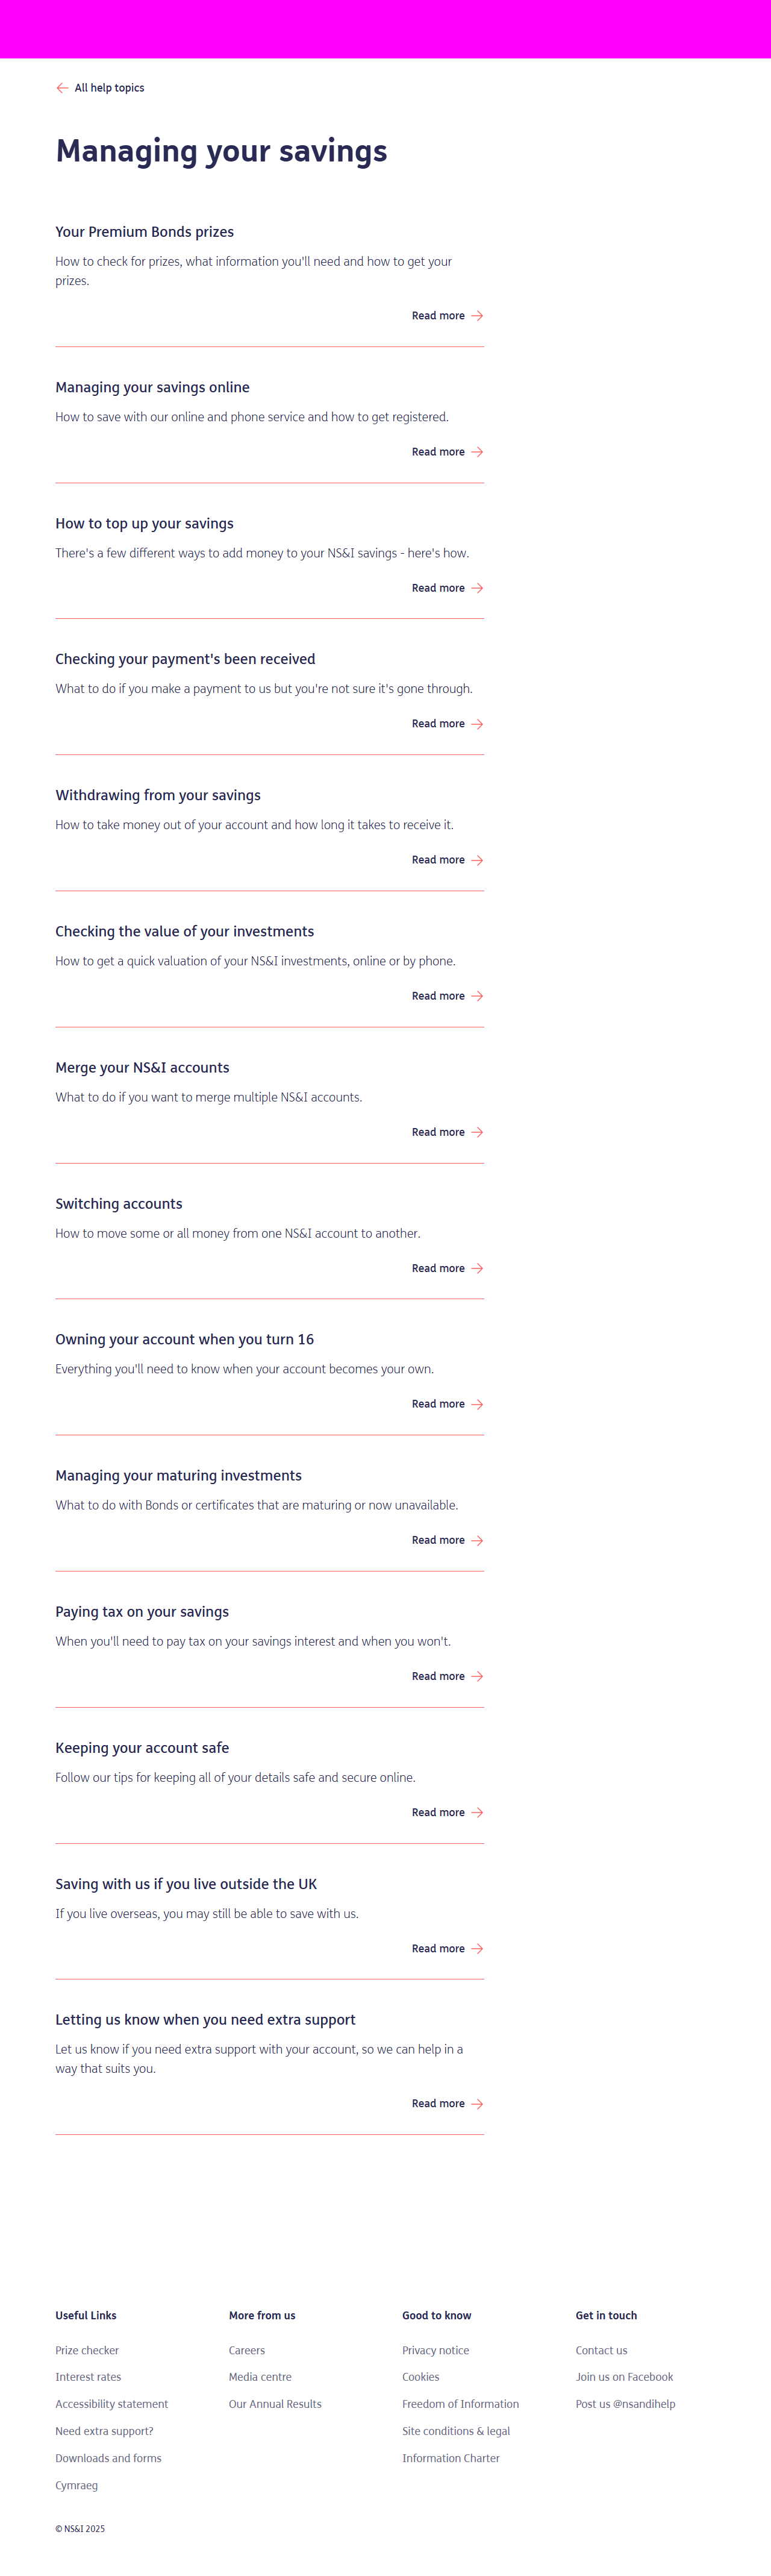 All help topics
Managing your savings
Your Premium Bonds prizes
How to check for prizes, what information you'll need and how to get your
prizes.
Read more
Managing your savings online
How to save with our online and phone service and how to get registered.
Read more
How to top up your savings
There's a few different ways to add money to your NS&I savings - here's how.
Read more
Checking your payment's been received
What to do if you make a payment to us but you're not sure it's gone through.
Read more
Withdrawing from your savings
How to take money out of your account and how long it takes to receive it.
Read more
Checking the value of your investments
How to get a quick valuation of your NS&I investments, online or by phone.
Read more
Merge your NS&I accounts
What to do if you want to merge multiple NS&I accounts.
Read more
Switching accounts
How to move some or all money from one NS&I account to another.
Read more
Owning your account when you turn 16
Everything you'll need to know when your account becomes your own.
Read more
Managing your maturing investments
What to do with Bonds or certificates that are maturing or now unavailable.
Read more
Paying tax on your savings
When you'll need to pay tax on your savings interest and when you won't.
Read more
Keeping your account safe
Follow our tips for keeping all of your details safe and secure online.
Read more
Saving with us if you live outside the UK
If you live overseas, you may still be able to save with us.
Read more
Letting us know when you need extra support
Let us know if you need extra support with your account, so we can help in a
way that suits you.
Read more
Useful Links
Prize checker
Interest rates
Accessibility statement
Need extra support?
Downloads and forms
Cymraeg
More from us
Careers
Media centre
Our Annual Results
Good to know
Privacy notice
Cookies
Freedom of Information
Site conditions & legal
Information Charter
Get in touch
Contact us
Join us on Facebook
Post us @nsandihelp
© NS&I 2025